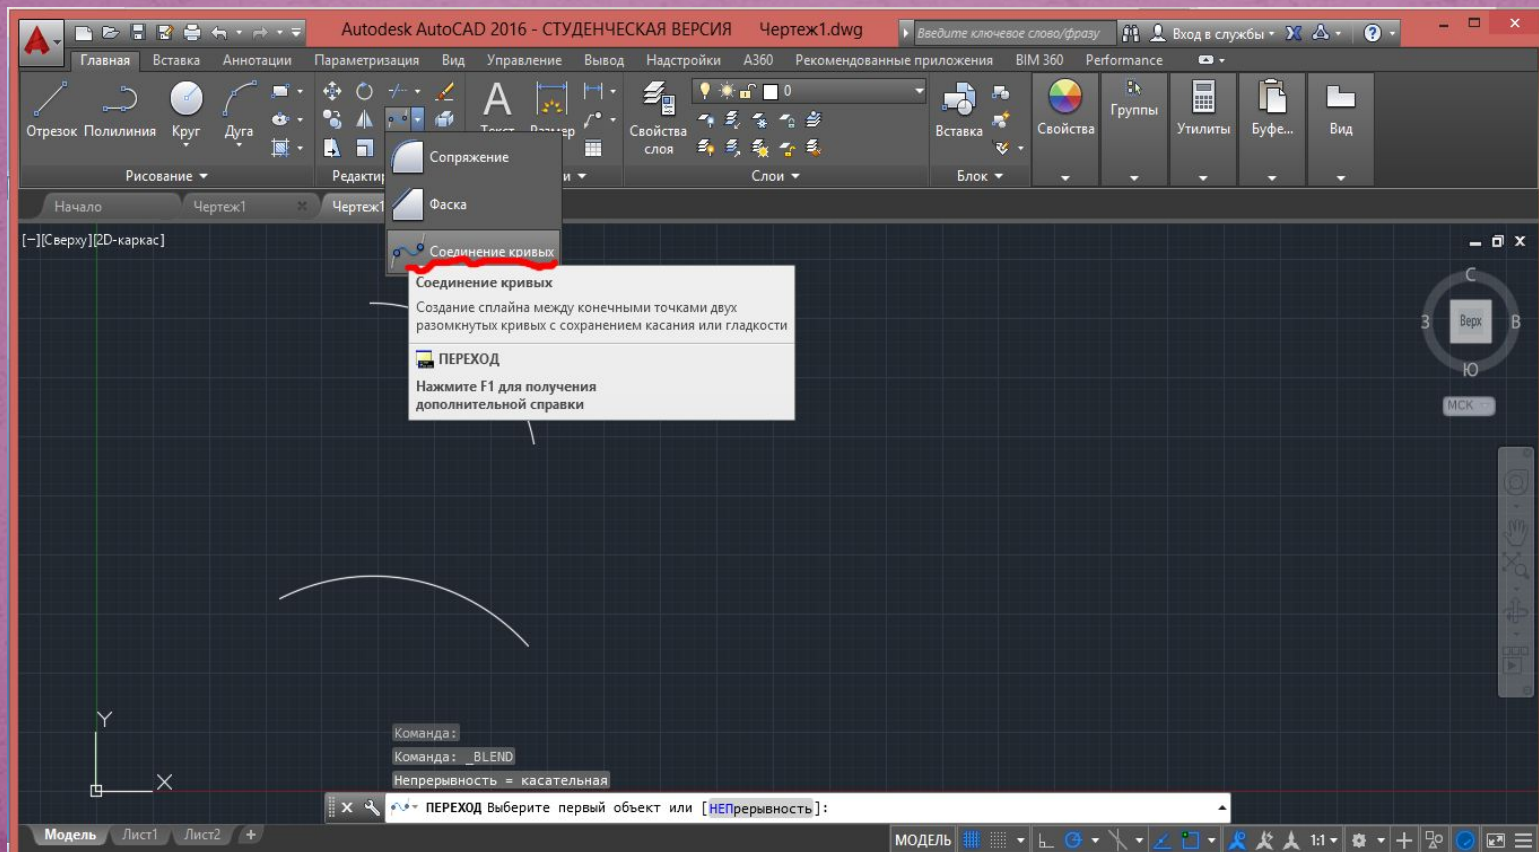 Autodesk AutoCAD 2016 - СТУДЕНЧЕСКАЯ ВЕРСИЯ Чертеж1.dwg
Введите ключевое слово/фразу
Вход в службы
Главная Вставка Аннотации Параметризация Вид Управление Вывод Надстройки A360 Рекомендованные приложения BIM 360 Performance
Отрезок Полилиния Круг Дуга
Текст Размер
Свойства слоя
0
Вставка
Свойства
Группы
Утилиты
Буфе...
Вид
Рисование
Редакти
и
Слои
Блок
Сопряжение
Фаска
Соединение кривых
Начало Чертеж1 Чертеж1
[−][Сверху][2D-каркас]
Соединение кривых
Создание сплайна между конечными точками двух
разомкнутых кривых с сохранением касания или гладкости
ПЕРЕХОД
Нажмите F1 для получения
дополнительной справки
С
З Верх В
Ю
МСК
Y
X
Команда:
Команда: _BLEND
Непрерывность = касательная
ПЕРЕХОД Выберите первый объект или [НЕПрерывность]:
Модель Лист1 Лист2 +
МОДЕЛЬ
1:1